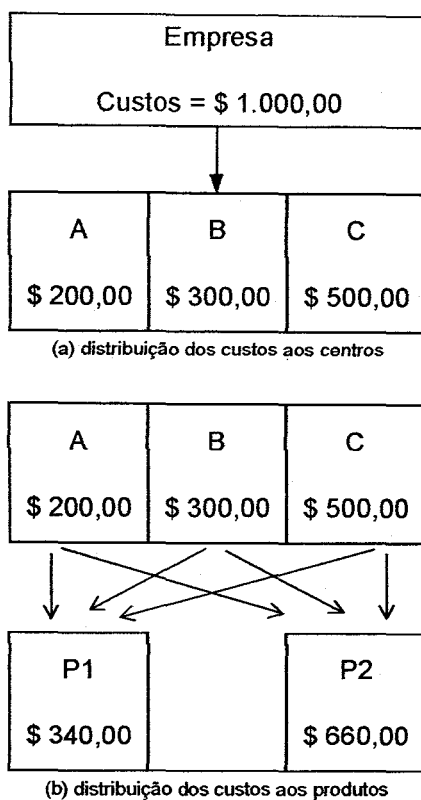 Empresa
Custos = $ 1.000,00
A B C
$ 200,00 $ 300,00 $ 500,00
(a) distribuição dos custos aos centros
A B C
$ 200,00 $ 300,00 $ 500,00
P1 P2
$ 340,00 $ 660,00
(b) distribuição dos custos aos produtos